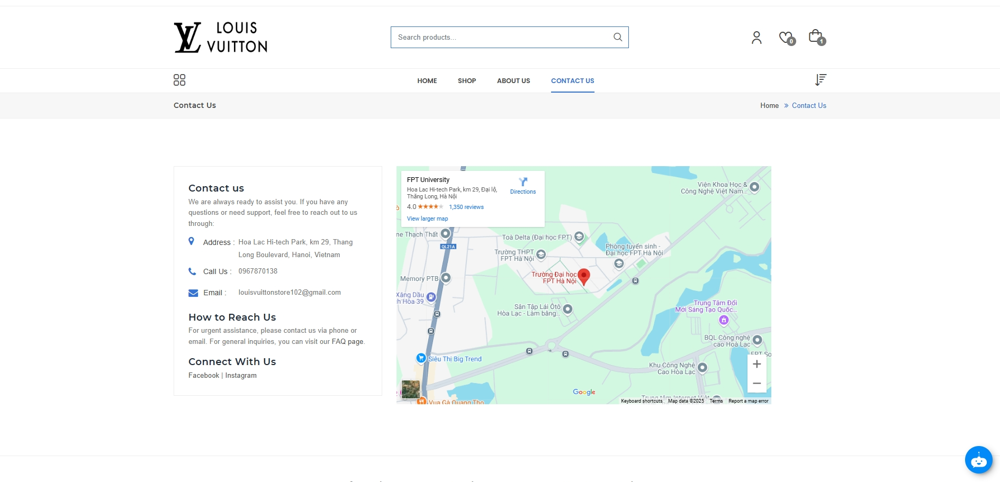 LOUIS
VUITTON
Search products...
0
1
HOME
SHOP
ABOUT US
CONTACT US
Contact Us
Home » Contact Us
Contact us
We are always ready to assist you. If you have any
questions or need support, feel free to reach out to us
through:
Address : Hoa Lac Hi-tech Park, km 29, Thang
Long Boulevard, Hanoi, Vietnam
Call Us : 0967870138
Email : louisvuittonstore102@gmail.com
How to Reach Us
For urgent assistance, please contact us via phone or
email. For general inquiries, you can visit our FAQ page.
Connect With Us
Facebook | Instagram
FPT University
Hoa Lac Hi-tech Park, km 29, Đại lộ,
Thăng Long, Hà Nội
4.0
1,350 reviews
View larger map
Directions
Viện Khoa Học &
Công Nghệ Việt Nam...
ne Thạch Thất
QL21A
Toà Delta (Đại học FPT)
Phòng tuyển sinh -
Đại học FPT Hà Nội
Trường THPT
FPT Hà Nội
Trường Đại học
FPT Hà Nội
Memory PTB
Xăng Dầu
ch Hòa 39
Sân Tập Lái Ôtô
Hòa Lạc - Làm bằng...
Trung Tâm Đổi
Mới Sáng Tạo Quốc...
BQL Công nghệ
cao Hoà Lạc
FPT So
Siêu Thị Big Trend
Khu Công Nghệ
Cao Hòa Lạc
Trung tâm Internet Việt
Vua Gà Quang Thọ
Google
Keyboard shortcuts
Map data ©2025
Terms
Report a map error